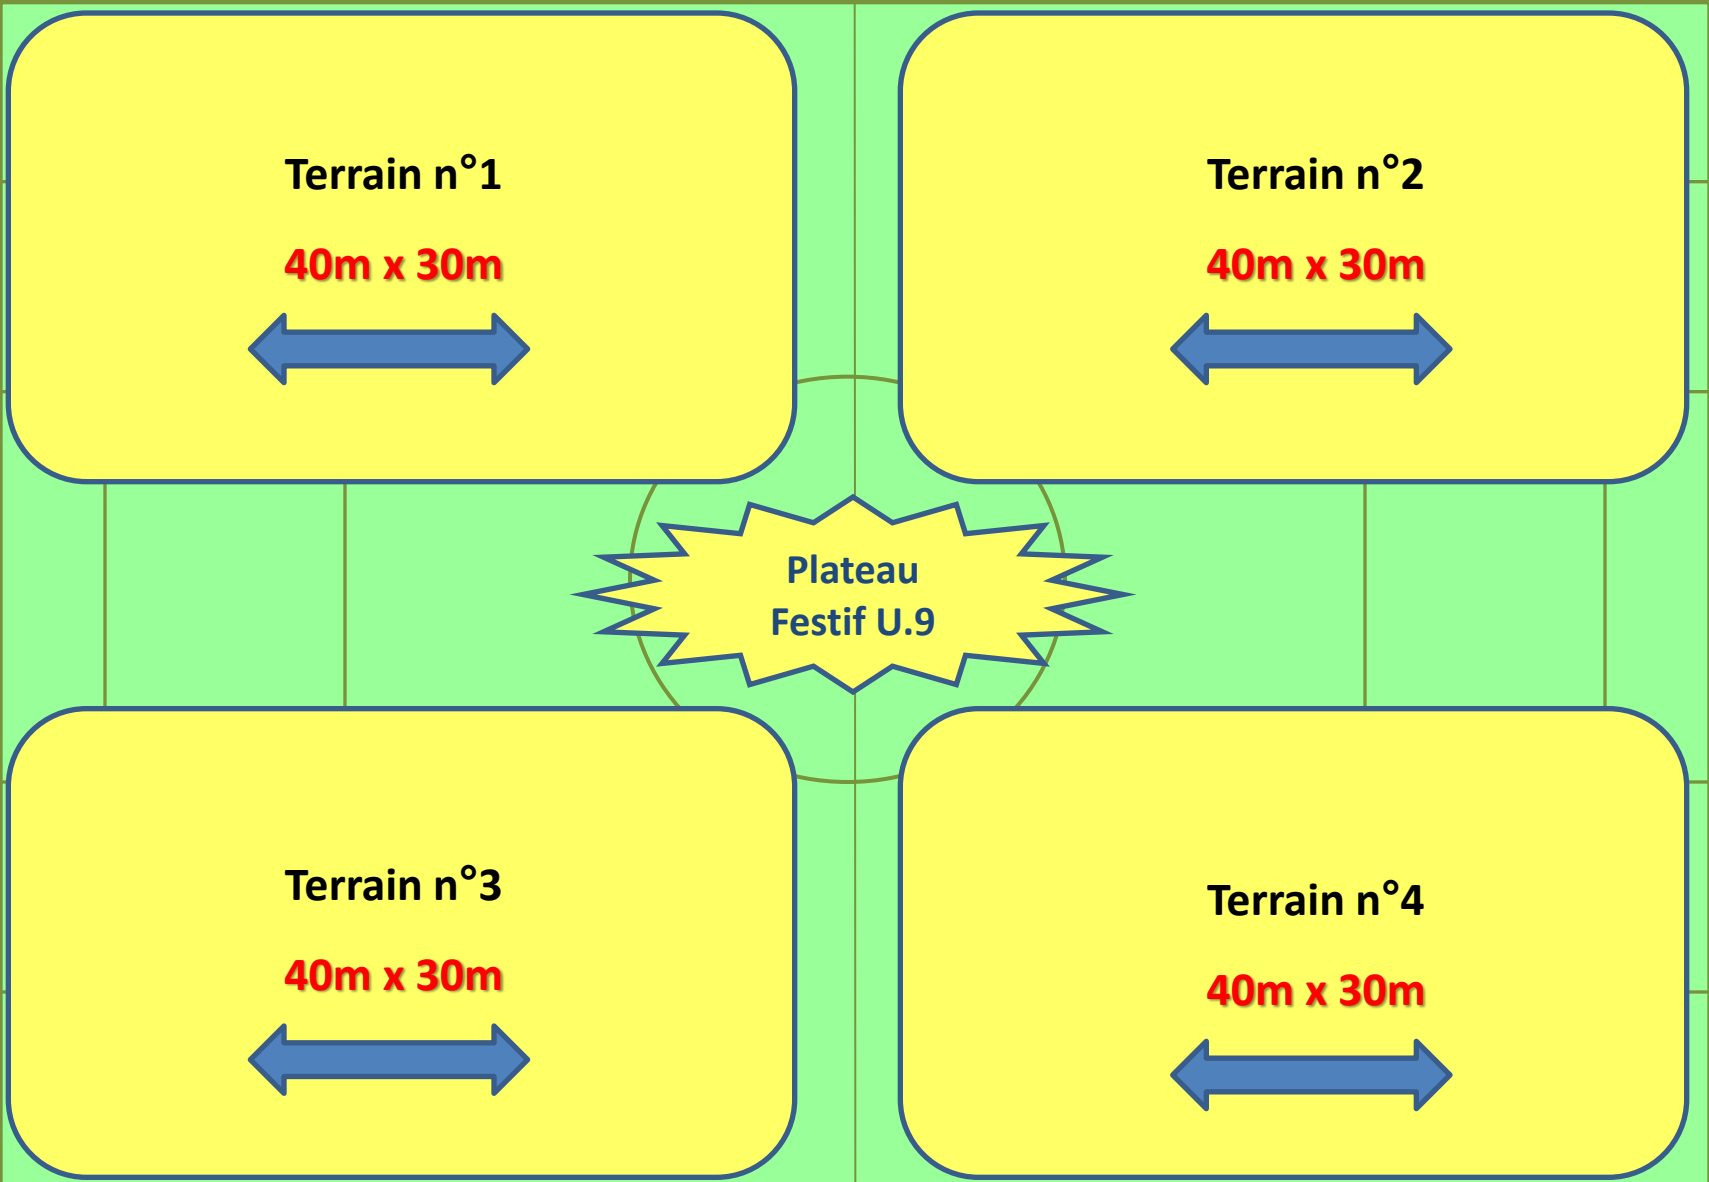 Terrain n°1
40m x 30m
Terrain n°2
40m x 30m
Plateau
Festif U.9
Terrain n°3
40m x 30m
Terrain n°4
40m x 30m